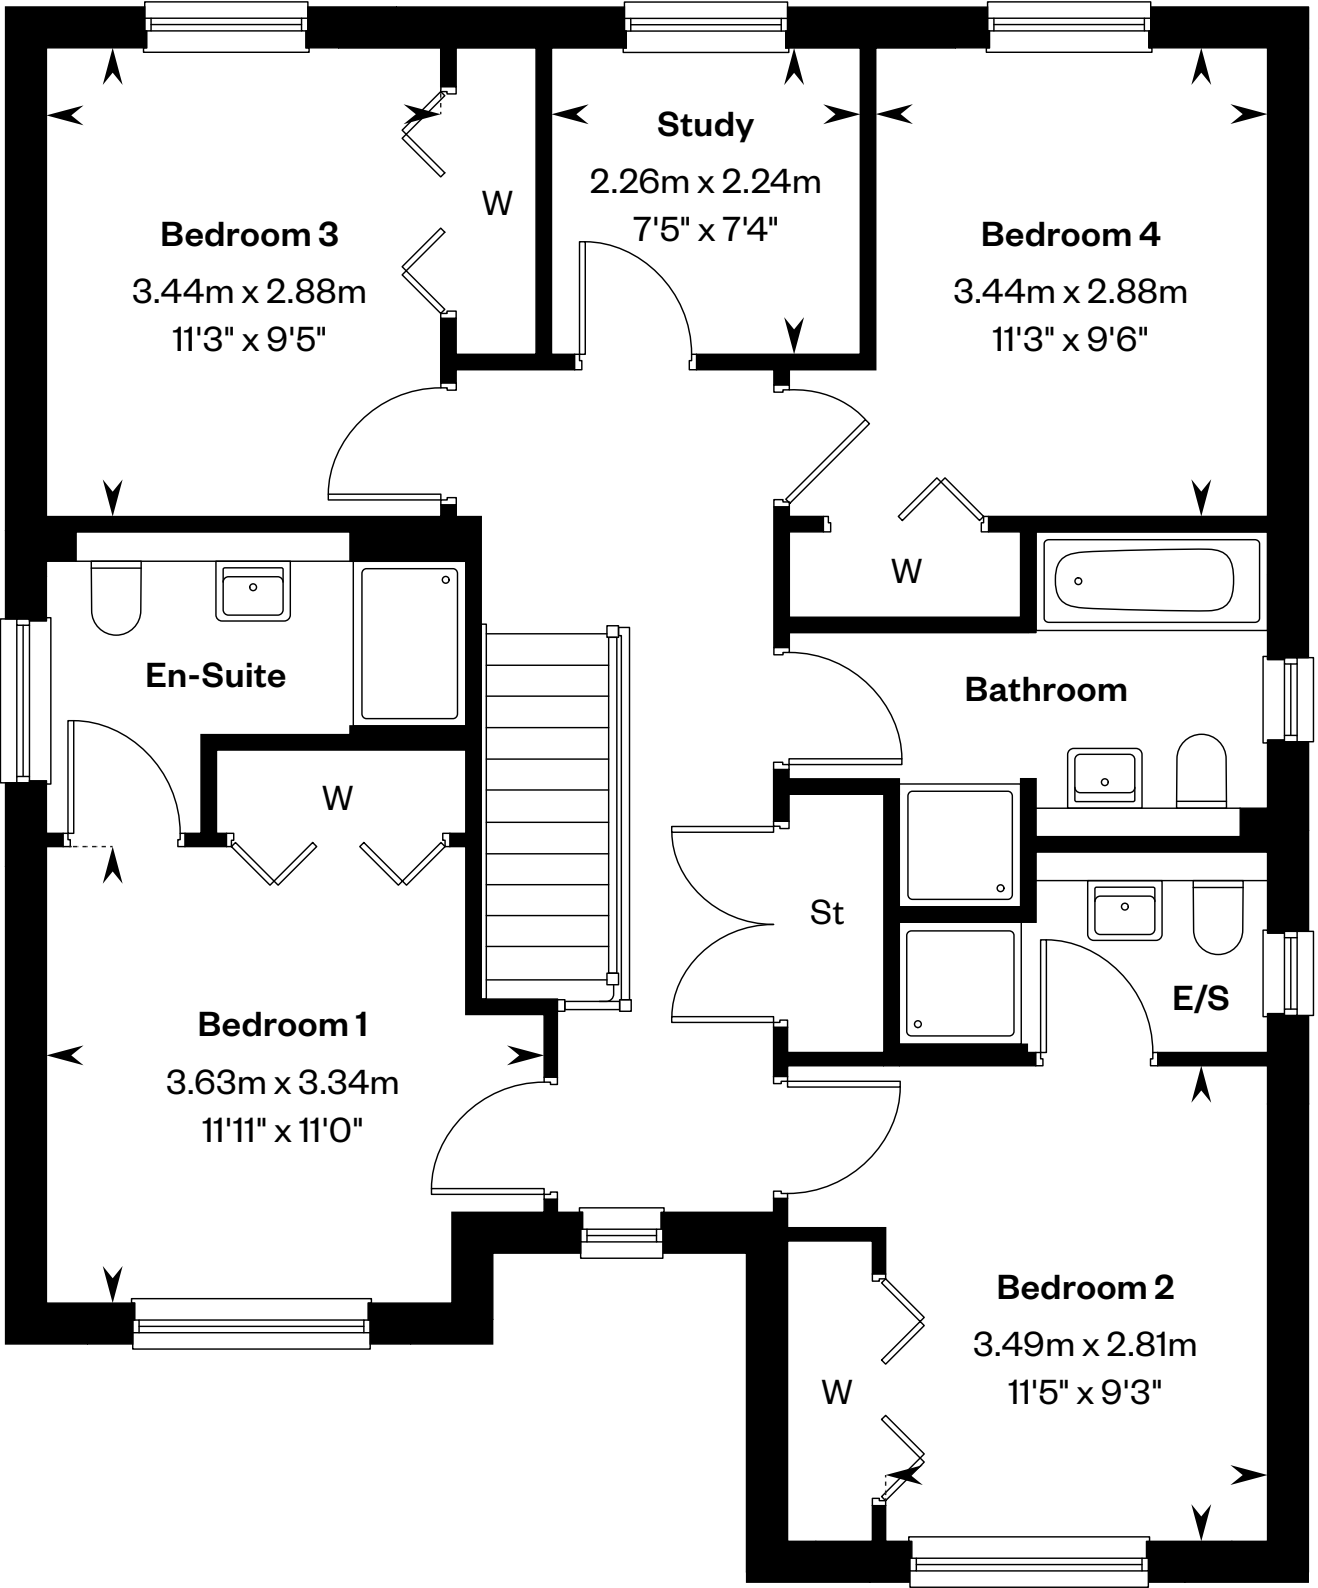 Study
2.26m x 2.24m
7'5" x 7'4"
W
Bedroom 3
3.44m x 2.88m
11'3" x 9'5"
Bedroom 4
3.44m x 2.88m
11'3" x 9'6"
W
En-Suite
Bathroom
W
St
E/S
Bedroom 1
3.63m x 3.34m
11'11" x 11'0"
Bedroom 2
3.49m x 2.81m
11'5" x 9'3"
W